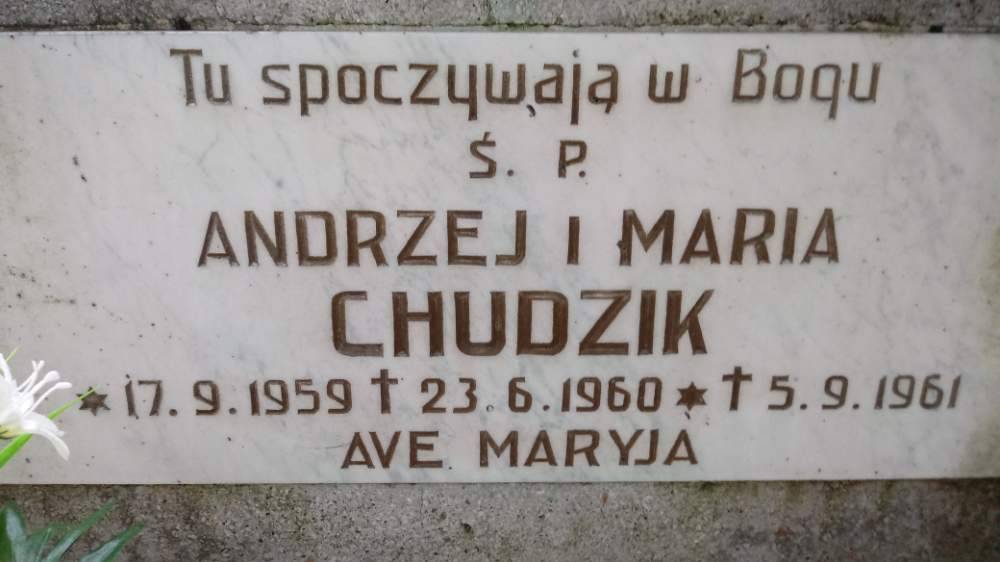 Tu spoczywają w Bogu
Ś. P.
ANDRZEJ I MARIA
CHUDZIK
* 17. 9. 1959 † 23. 6. 1960 * † 5. 9. 1961
AVE MARYJA